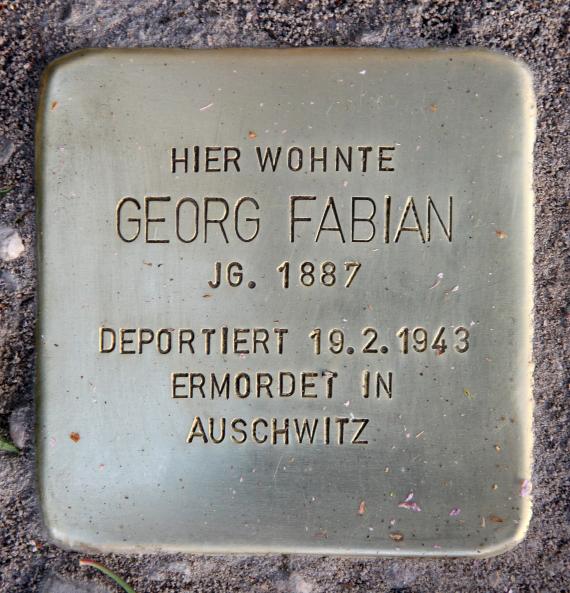 HIER WOHNTE
GEORG FABIAN
JG. 1887
DEPORTIERT 19.2.1943
ERMORDET IN
AUSCHWITZ